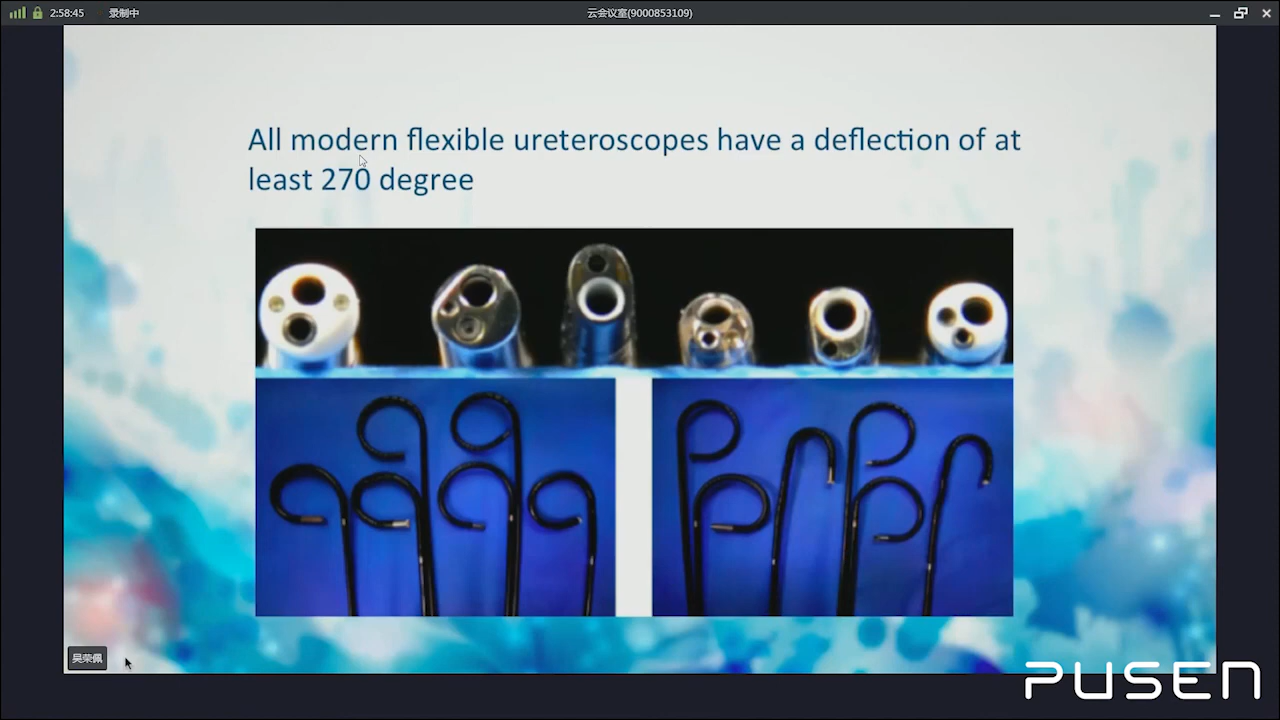 2:58:45 录制中 云会议室(9000853109)
All modern flexible ureteroscopes have a deflection of at
least 270 degree
吴荣佩
PUSEN